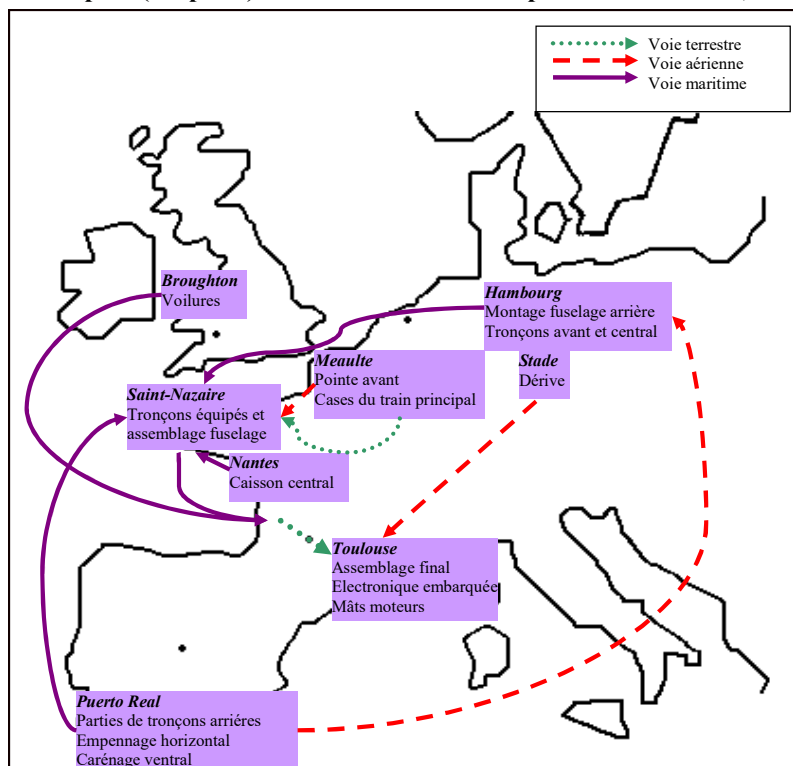 Voie terrestre
Voie aérienne
Voie maritime
Broughton
Voilures
Hambourg
Montage fuselage arrière
Tronçons avant et central
Meaulte
Pointe avant
Cases du train principal
Stade
Dérive
Saint-Nazaire
Tronçons équipés et
assemblage fuselage
Nantes
Caisson central
Toulouse
Assemblage final
Electronique embarquée
Mâts moteurs
Puerto Real
Parties de tronçons arriéres
Empennage horizontal
Carénage ventral